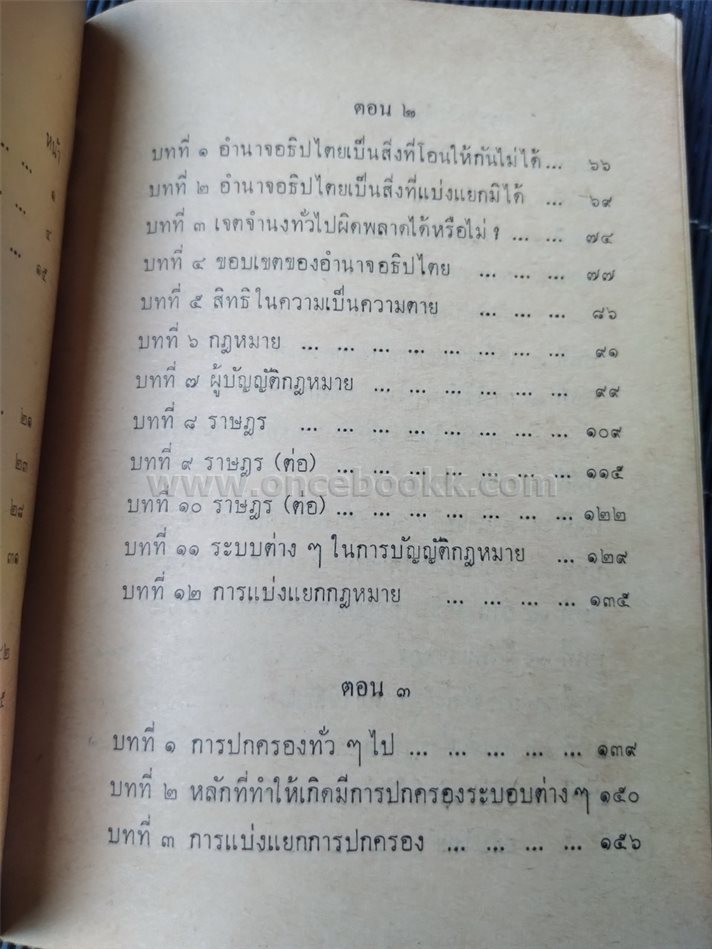 หน้า
... ๑
... ๔
... ๑๕
๒๑
๒๓
๒๘
๓๑
ตอน ๒
บทที่ ๑ อำนาจอธิปไตยเป็นสิ่งที่โอนให้กันไม่ได้ ... ๖๖
บทที่ ๒ อำนาจอธิปไตยเป็นสิ่งที่แบ่งแยกมิได้ ... ๖๙
บทที่ ๓ เจตจำนงทั่วไปผิดพลาดได้หรือไม่ ? ... ... ๗๔
บทที่ ๔ ขอบเขตของอำนาจอธิปไตย ... ... ... ๗๗
บทที่ ๕ สิทธิในความเป็นความตาย ... ... ... ๘๖
บทที่ ๖ กฎหมาย ... ... ... ... ... ... ... ... ๙๑
บทที่ ๗ ผู้บัญญัติกฎหมาย ... ... ... ... ... ... ๙๙
บทที่ ๘ ราษฎร ... ... ... ... ... ... ... ... ๑๐๙
บทที่ ๙ ราษฎร (ต่อ) ... ... ... ... ... ... ... ๑๑๕
www.oncebookk.com
บทที่ ๑๐ ราษฎร (ตอ) ... ... ... ... ... ... ... ๑๒๒
บทที่ ๑๑ ระบบต่าง ๆ ในการบัญญัติกฎหมาย ... ๑๒๙
บทที่ ๑๒ การแบ่งแยกกฎหมาย ... ... ... ... ๑๓๕
ตอน ๓
บทที่ ๑ การปกครองทั่ว ๆ ไป ... ... ... ... ... ๑๓๙
บทที่ ๒ หลักที่ทำให้เกิดมีการปกครองระบอบต่าง ๆ ๑๕๐
บทที่ ๓ การแบ่งแยกการปกครอง ... ... ... ... ๑๕๖